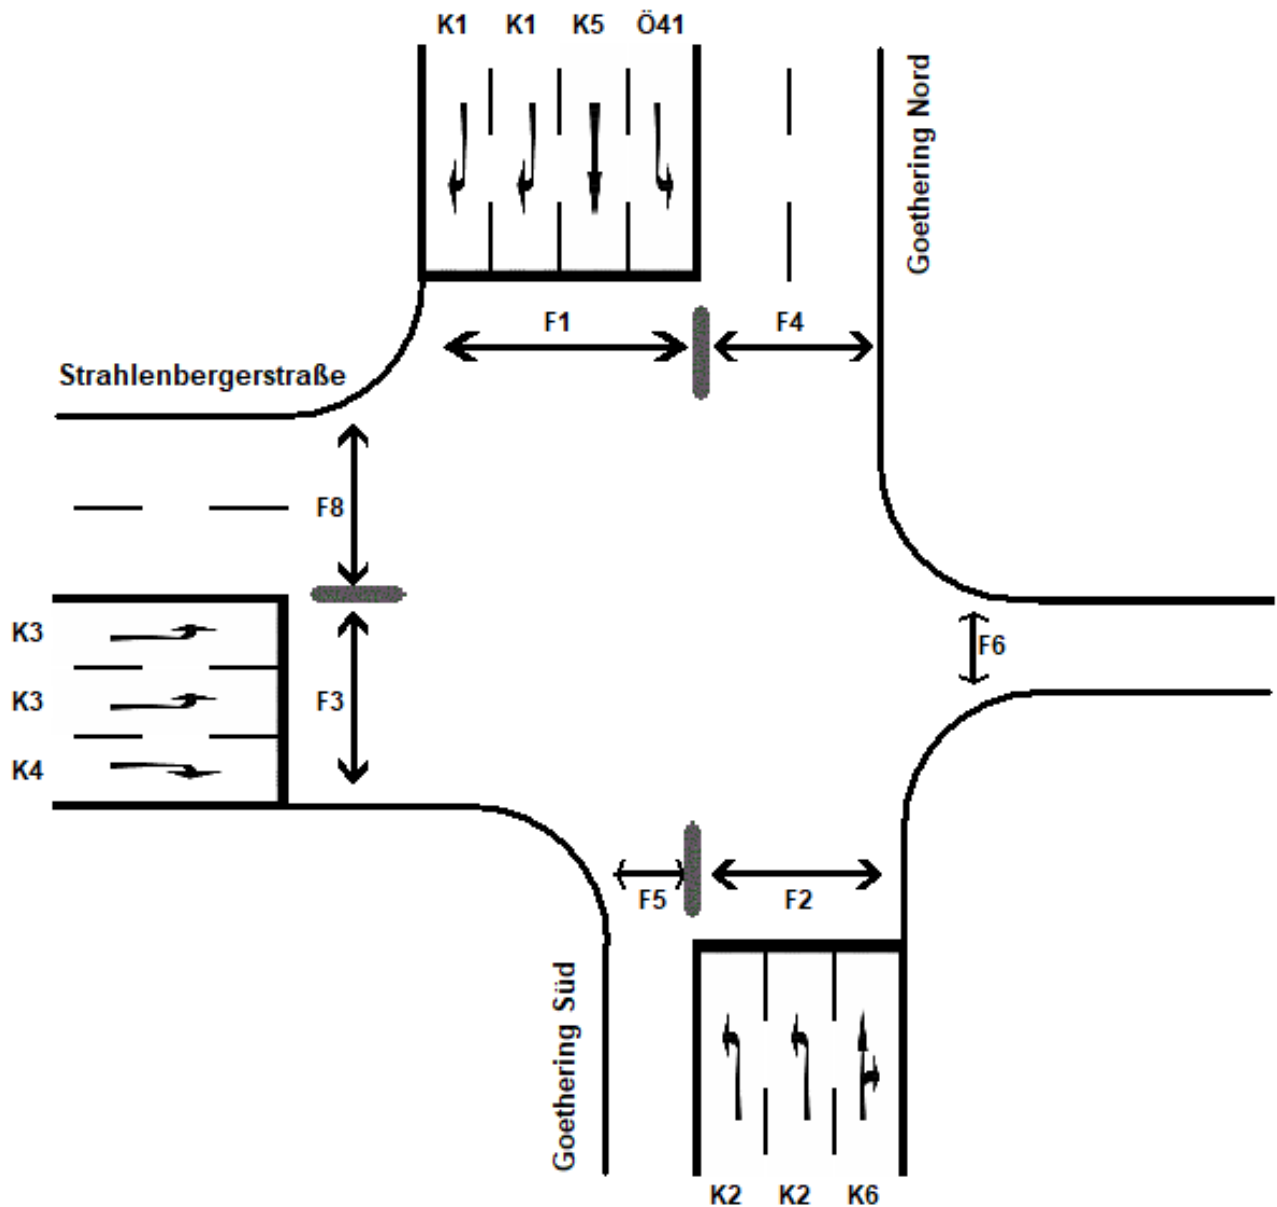 K1 K1 K5 Ö41
Goethering Nord
F1 F4
Strahlenbergerstraße
F8
K3
F6
K3 F3
K4
F5 F2
Goethering Süd
K2 K2 K6